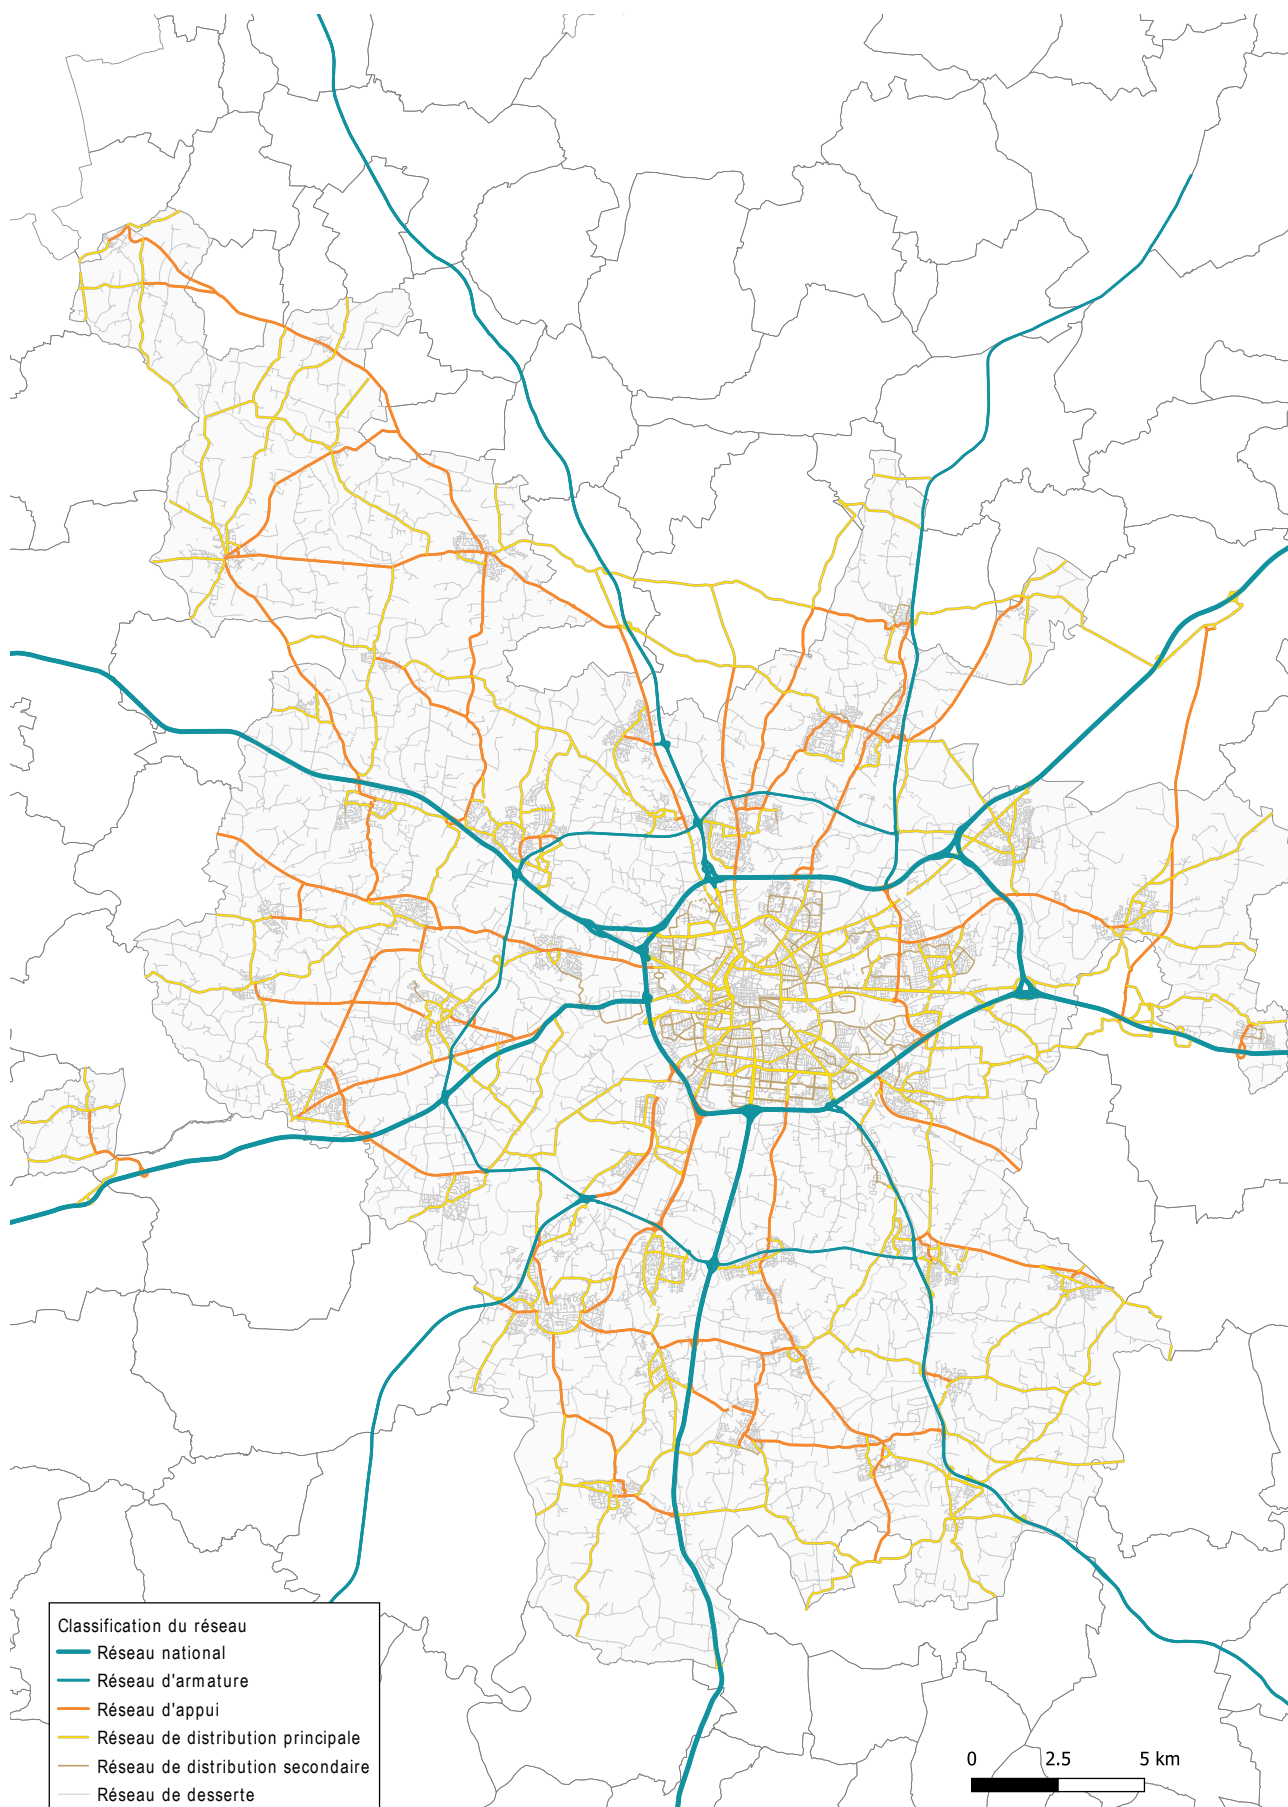 Classification du réseau
Réseau national
Réseau d'armature
Réseau d'appui
Réseau de distribution principale
Réseau de distribution secondaire
Réseau de desserte
0 2.5 5 km